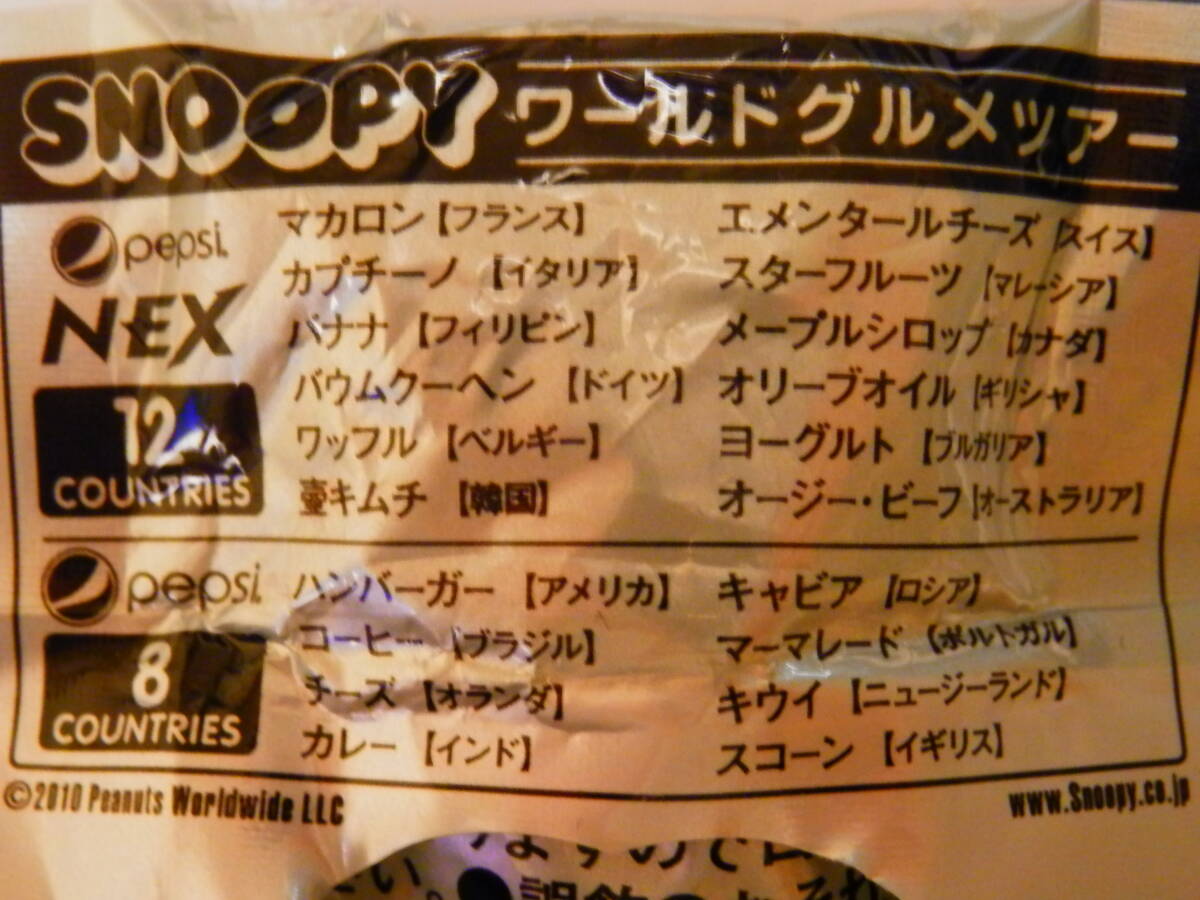 SNOOPY ワールドグルメツアー
pepsi
NEX
12
COUNTRIES
マカロン【フランス】
カプチーノ【イタリア】
バナナ【フィリピン】
バウムクーヘン【ドイツ】
ワッフル【ベルギー】
壷キムチ【韓国】
エメンタールチーズ【スイス】
スターフルーツ【マレーシア】
メープルシロップ【カナダ】
オリーブオイル【ギリシャ】
ヨーグルト【ブルガリア】
オージー・ビーフ【オーストラリア】
pepsi
8
COUNTRIES
ハンバーガー【アメリカ】
コーヒー【ブラジル】
チーズ【オランダ】
カレー【インド】
キャビア【ロシア】
マーマレード【ポルトガル】
キウイ【ニュージーランド】
スコーン【イギリス】
©2010 Peanuts Worldwide LLC
www.Snoopy.co.jp